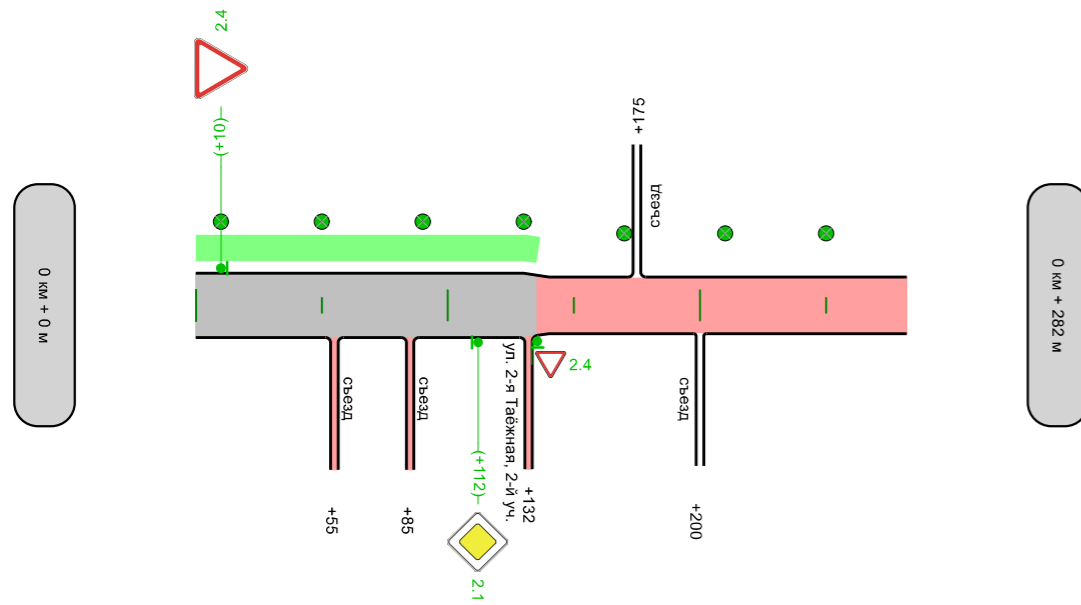 2.4
(+10)
+175
съезд
0 км + 0 м
0 км + 282 м
2.4
съезд
съезд
ул. 2-я Таёжная, 2-й уч.
съезд
(+112)
+55
+85
+132
+200
2.1